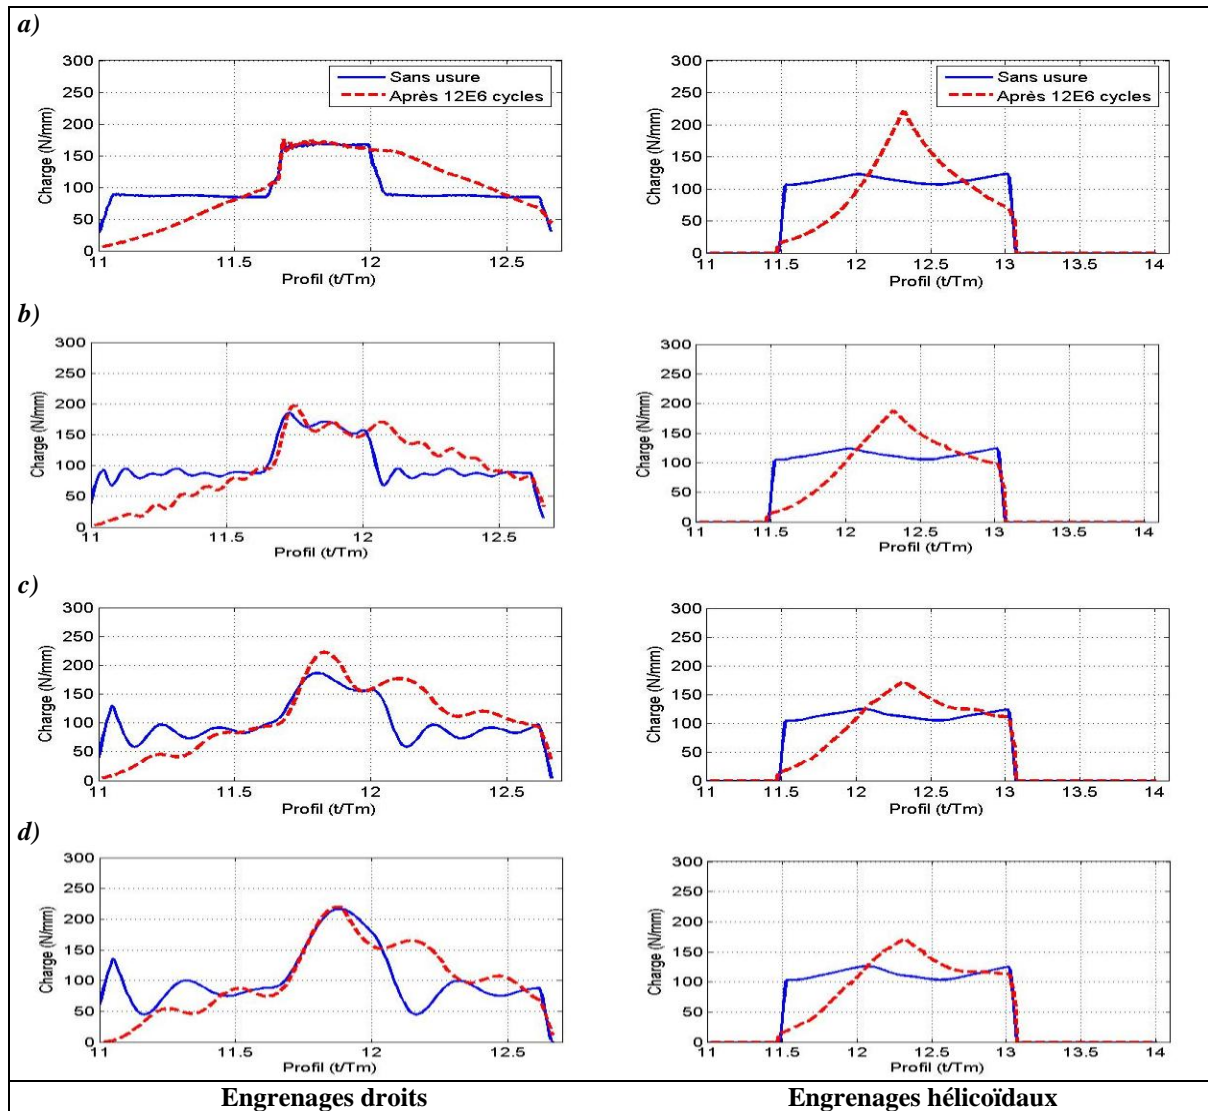 a)
300
250
200
150
100
50
0
Charge (N/mm)
Sans usure
Après 12E6 cycles
11 11.5 12 12.5
Profil (t/Tm)
300
250
200
150
100
50
0
Charge (N/mm)
Sans usure
Après 12E6 cycles
11 11.5 12 12.5 13 13.5 14
Profil (t/Tm)
b)
300
250
200
150
100
50
0
Charge (N/mm)
11 11.5 12 12.5
Profil (t/Tm)
300
250
200
150
100
50
0
Charge (N/mm)
11 11.5 12 12.5 13 13.5 14
Profil (t/Tm)
c)
300
250
200
150
100
50
0
Charge (N/mm)
11 11.5 12 12.5
Profil (t/Tm)
300
250
200
150
100
50
0
Charge (N/mm)
11 11.5 12 12.5 13 13.5 14
Profil (t/Tm)
d)
300
250
200
150
100
50
0
Charge (N/mm)
11 11.5 12 12.5
Profil (t/Tm)
300
250
200
150
100
50
0
Charge (N/mm)
11 11.5 12 12.5 13 13.5 14
Profil (t/Tm)
Engrenages droits
Engrenages hélicoïdaux